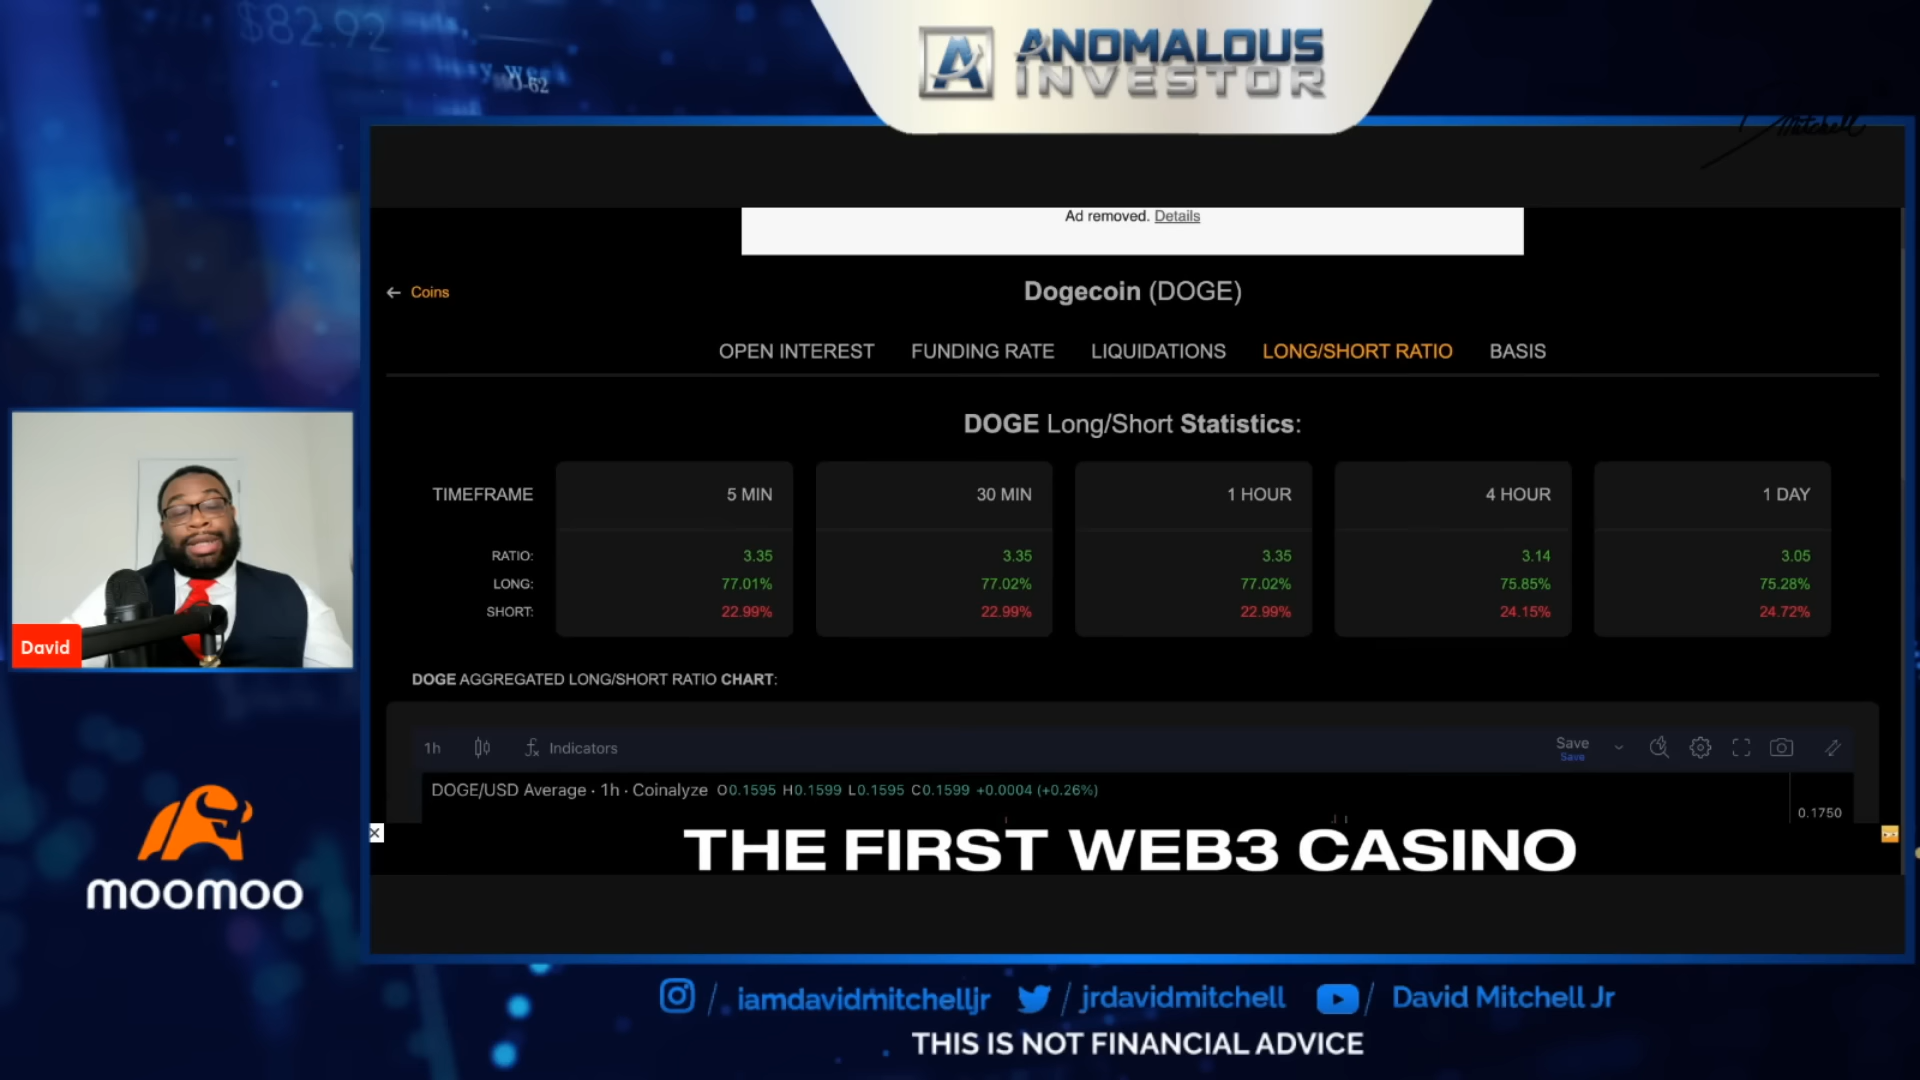 $82.92
ANOMALOUS
INVESTOR
Mitchell
Ad removed. Details
← Coins
Dogecoin (DOGE)
OPEN INTEREST FUNDING RATE LIQUIDATIONS LONG/SHORT RATIO BASIS
DOGE Long/Short Statistics:
TIMEFRAME 5 MIN 30 MIN 1 HOUR 4 HOUR 1 DAY
RATIO: 3.35 3.35 3.35 3.14 3.05
LONG: 77.01% 77.02% 77.02% 75.85% 75.28%
SHORT: 22.99% 22.99% 22.99% 24.15% 24.72%
David
DOGE AGGREGATED LONG/SHORT RATIO CHART:
1h Indicators Save
Save
DOGE/USD Average · 1h · Coinalyze O0.1595 H0.1599 L0.1595 C0.1599 +0.0004 (+0.26%)
0.1750
THE FIRST WEB3 CASINO
moomoo
/ iamdavidmitchelljr / jrdavidmitchell / David Mitchell Jr
THIS IS NOT FINANCIAL ADVICE